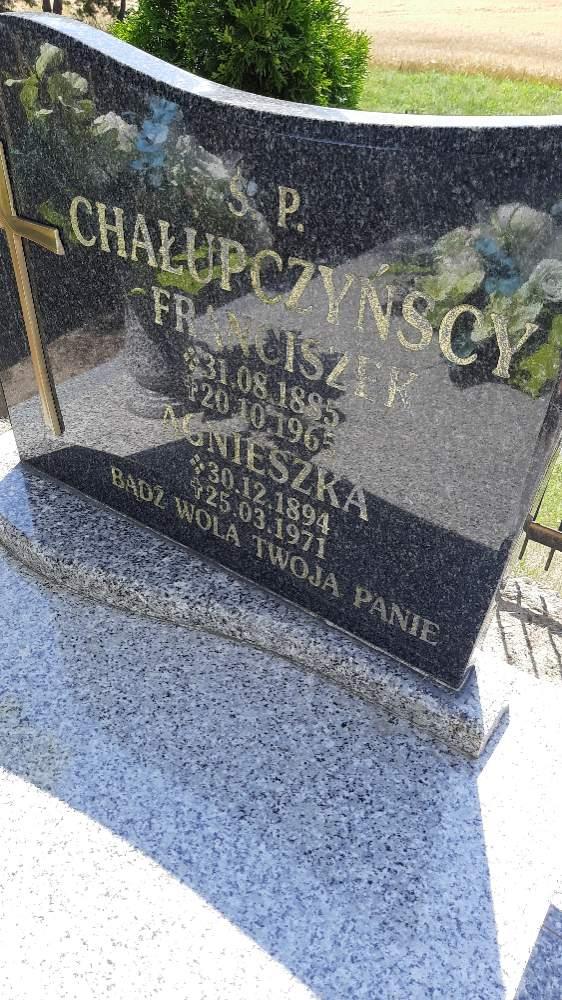 Ś. P.
CHAŁUPCZYŃSCY
FRANCISZEK
31.08.1885
20.10.1965
AGNIESZKA
30.12.1894
25.03.1971
BĄDŹ WOLA TWOJA PANIE